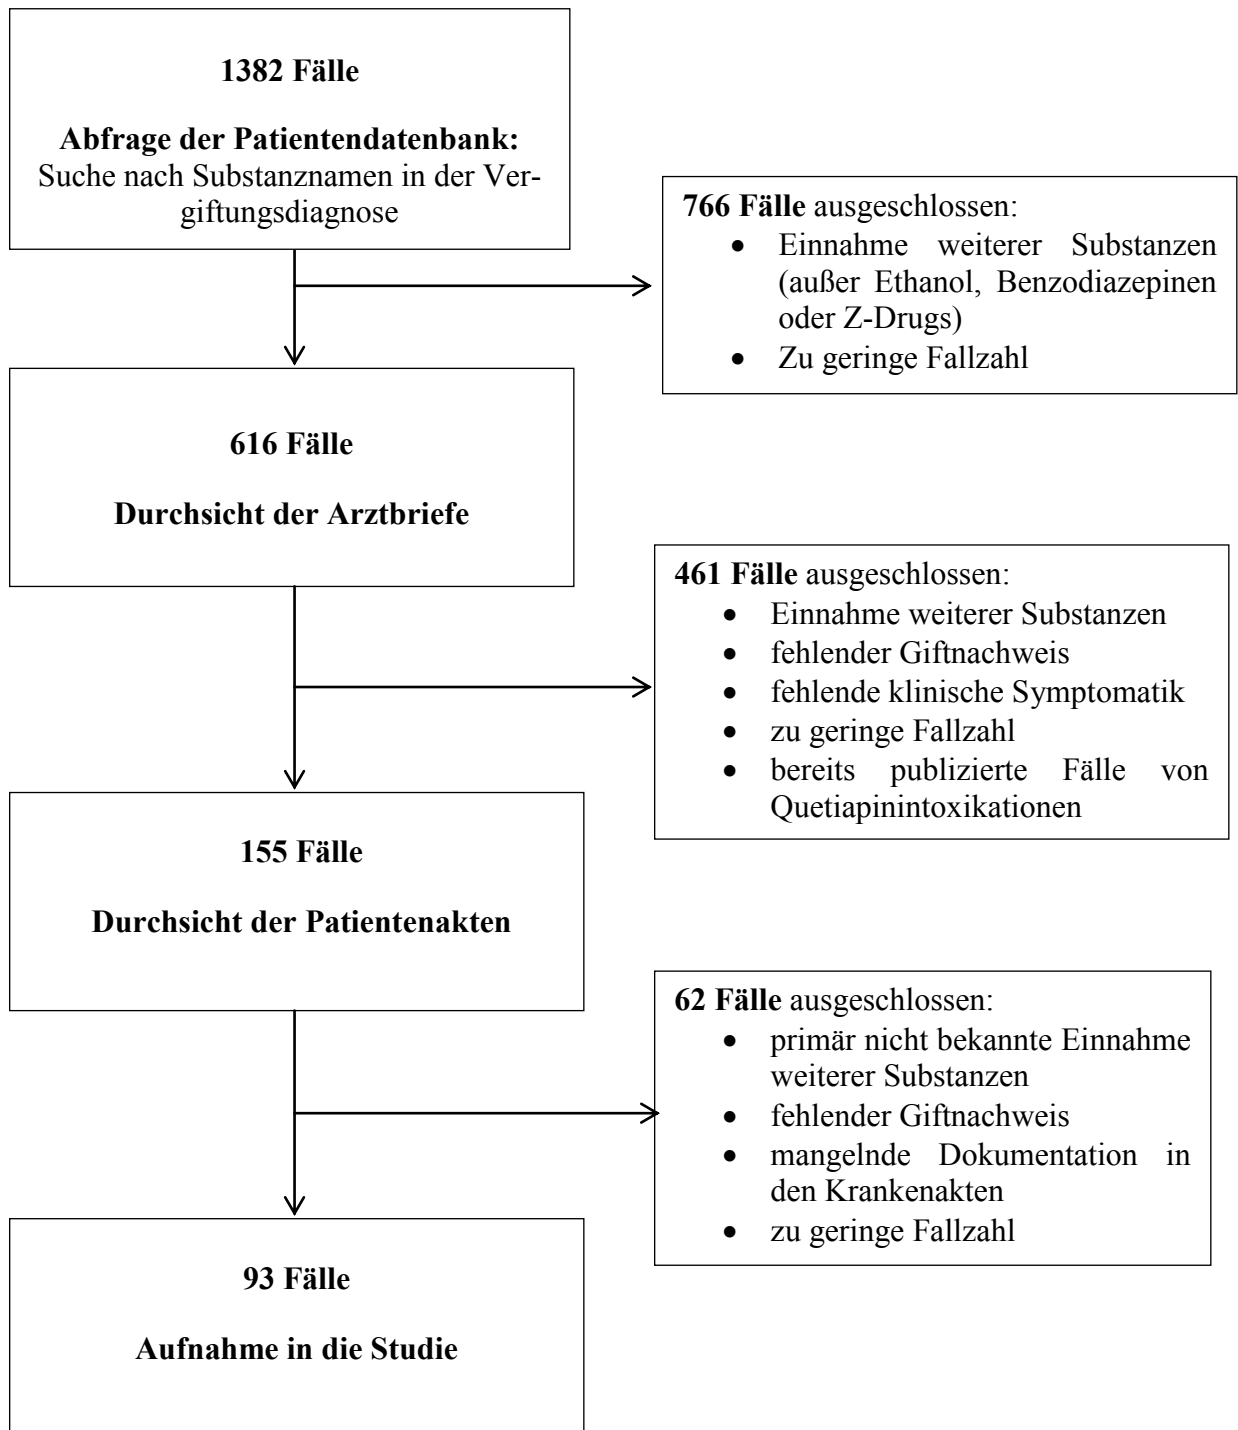 1382 Fälle
Abfrage der Patientendatenbank:
Suche nach Substanznamen in der Ver-
giftungsdiagnose
766 Fälle ausgeschlossen:
• Einnahme weiterer Substanzen
(außer Ethanol, Benzodiazepinen
oder Z-Drugs)
• Zu geringe Fallzahl
616 Fälle
Durchsicht der Arztbriefe
461 Fälle ausgeschlossen:
• Einnahme weiterer Substanzen
• fehlender Giftnachweis
• fehlende klinische Symptomatik
• zu geringe Fallzahl
• bereits publizierte Fälle von
Quetiapinintoxikationen
155 Fälle
Durchsicht der Patientenakten
62 Fälle ausgeschlossen:
• primär nicht bekannte Einnahme
weiterer Substanzen
• fehlender Giftnachweis
• mangelnde Dokumentation in
den Krankenakten
• zu geringe Fallzahl
93 Fälle
Aufnahme in die Studie